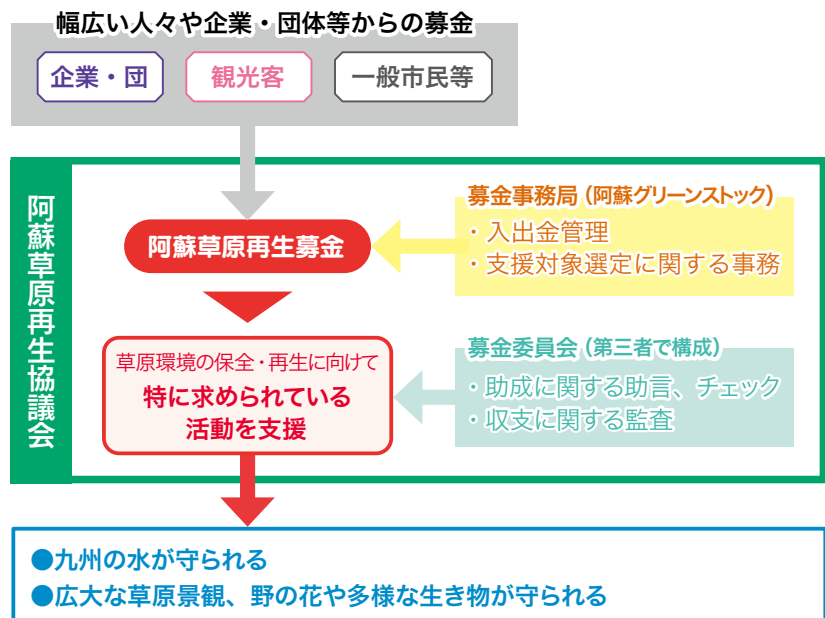 幅広い人々や企業・団体等からの募金
企業・団
観光客
一般市民等
阿蘇草原再生協議会
阿蘇草原再生募金
募金事務局（阿蘇グリーンストック）
・入出金管理
・支援対象選定に関する事務
草原環境の保全・再生に向けて
特に求められている
活動を支援
募金委員会（第三者で構成）
・助成に関する助言、チェック
・収支に関する監査
●九州の水が守られる
●広大な草原景観、野の花や多様な生き物が守られる